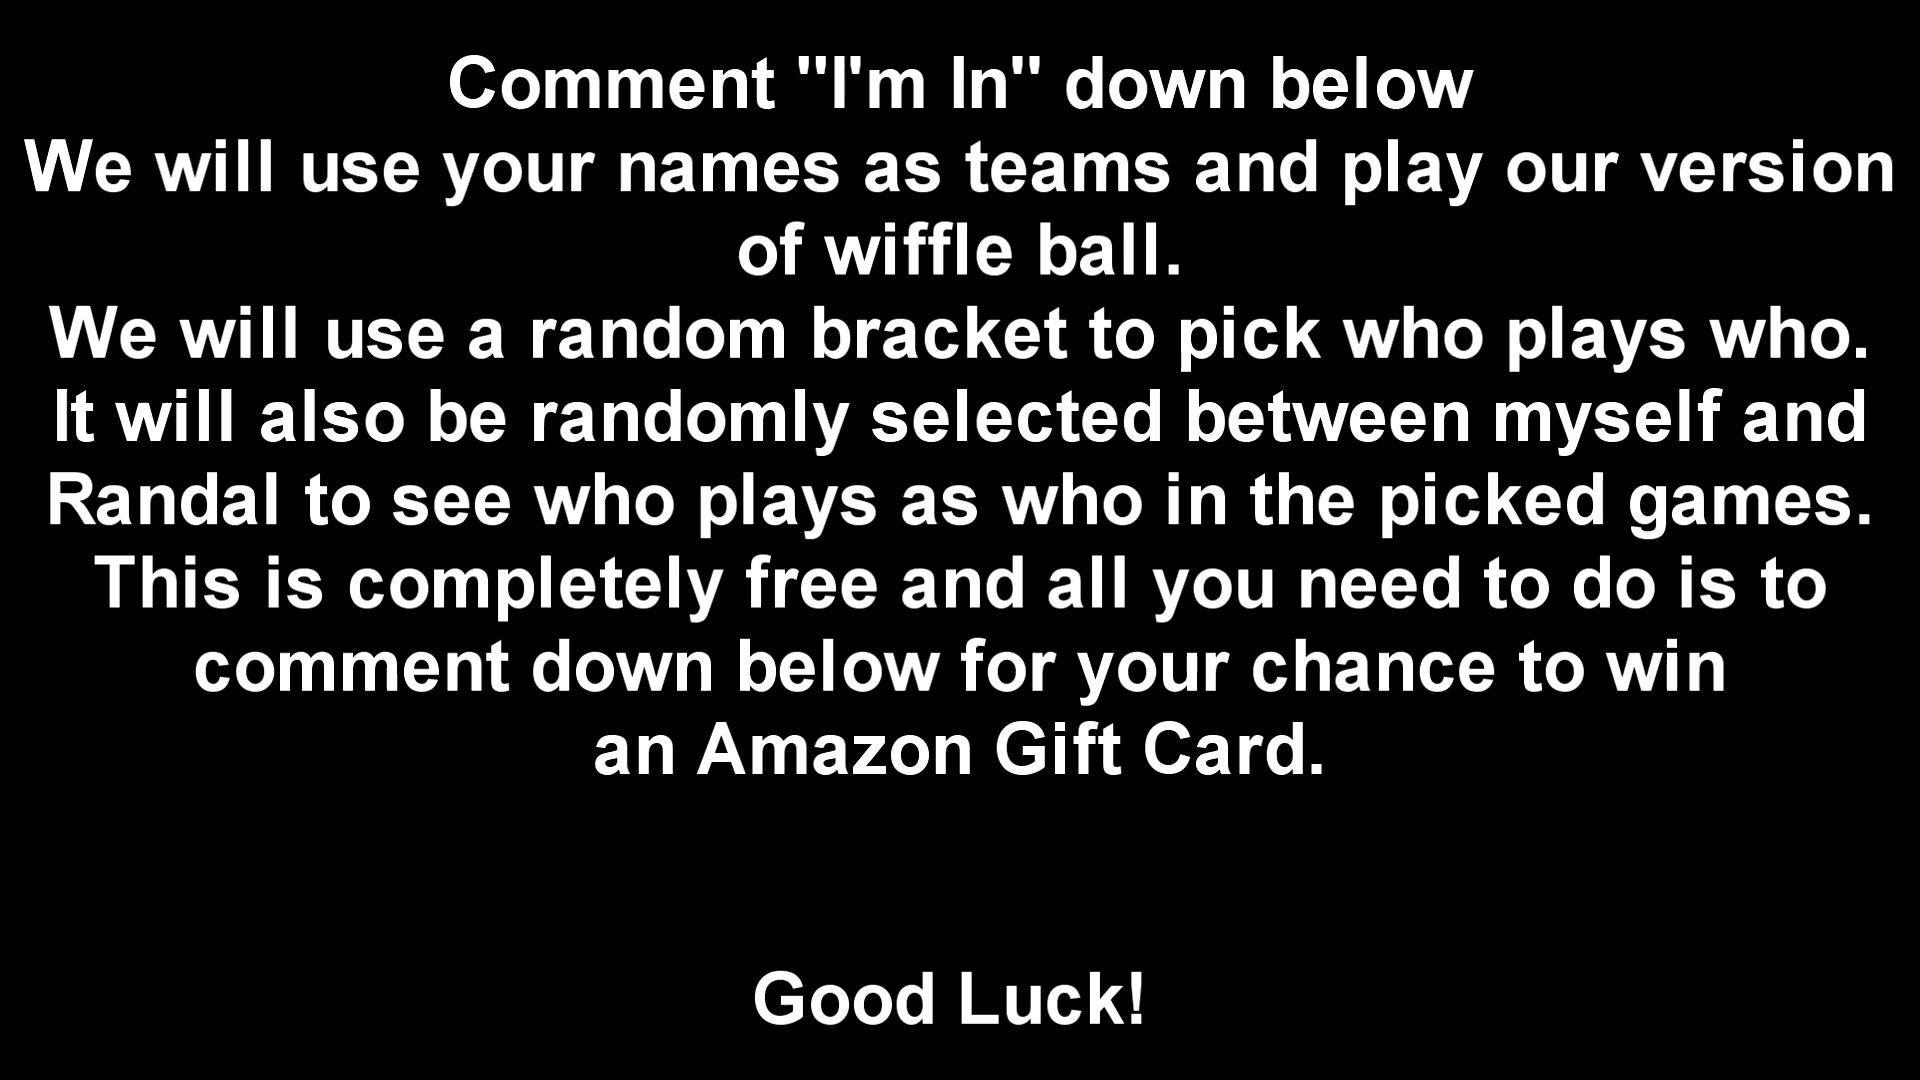 Comment "I'm In" down below
We will use your names as teams and play our version
of wiffle ball.
We will use a random bracket to pick who plays who.
It will also be randomly selected between myself and
Randal to see who plays as who in the picked games.
This is completely free and all you need to do is to
comment down below for your chance to win
an Amazon Gift Card.
Good Luck!